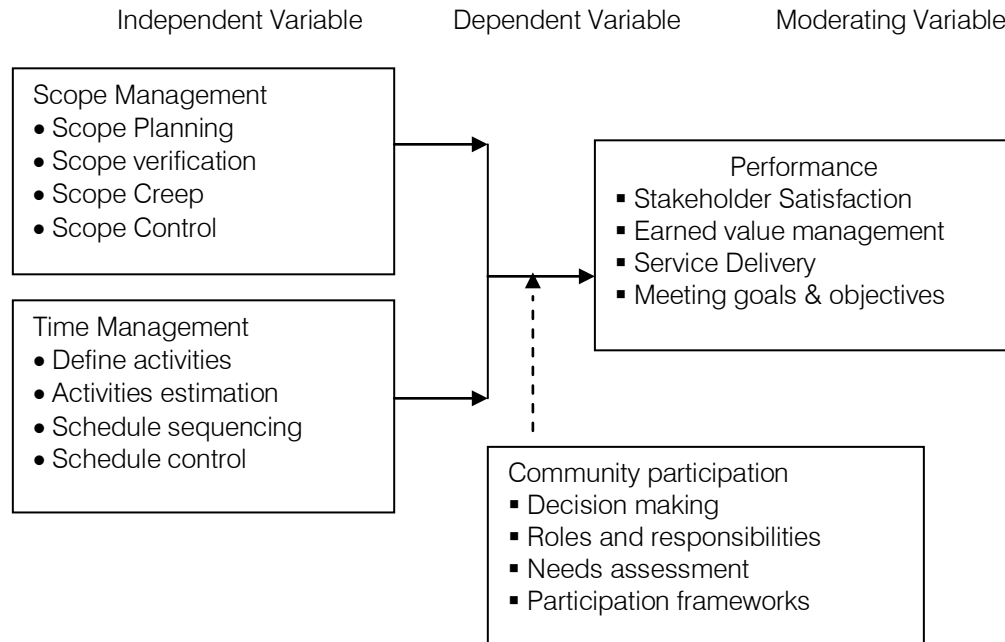 Independent Variable
Dependent Variable
Moderating Variable
Scope Management
• Scope Planning
• Scope verification
• Scope Creep
• Scope Control
Time Management
• Define activities
• Activities estimation
• Schedule sequencing
• Schedule control
Performance
▪ Stakeholder Satisfaction
▪ Earned value management
▪ Service Delivery
▪ Meeting goals & objectives
Community participation
▪ Decision making
▪ Roles and responsibilities
▪ Needs assessment
▪ Participation frameworks